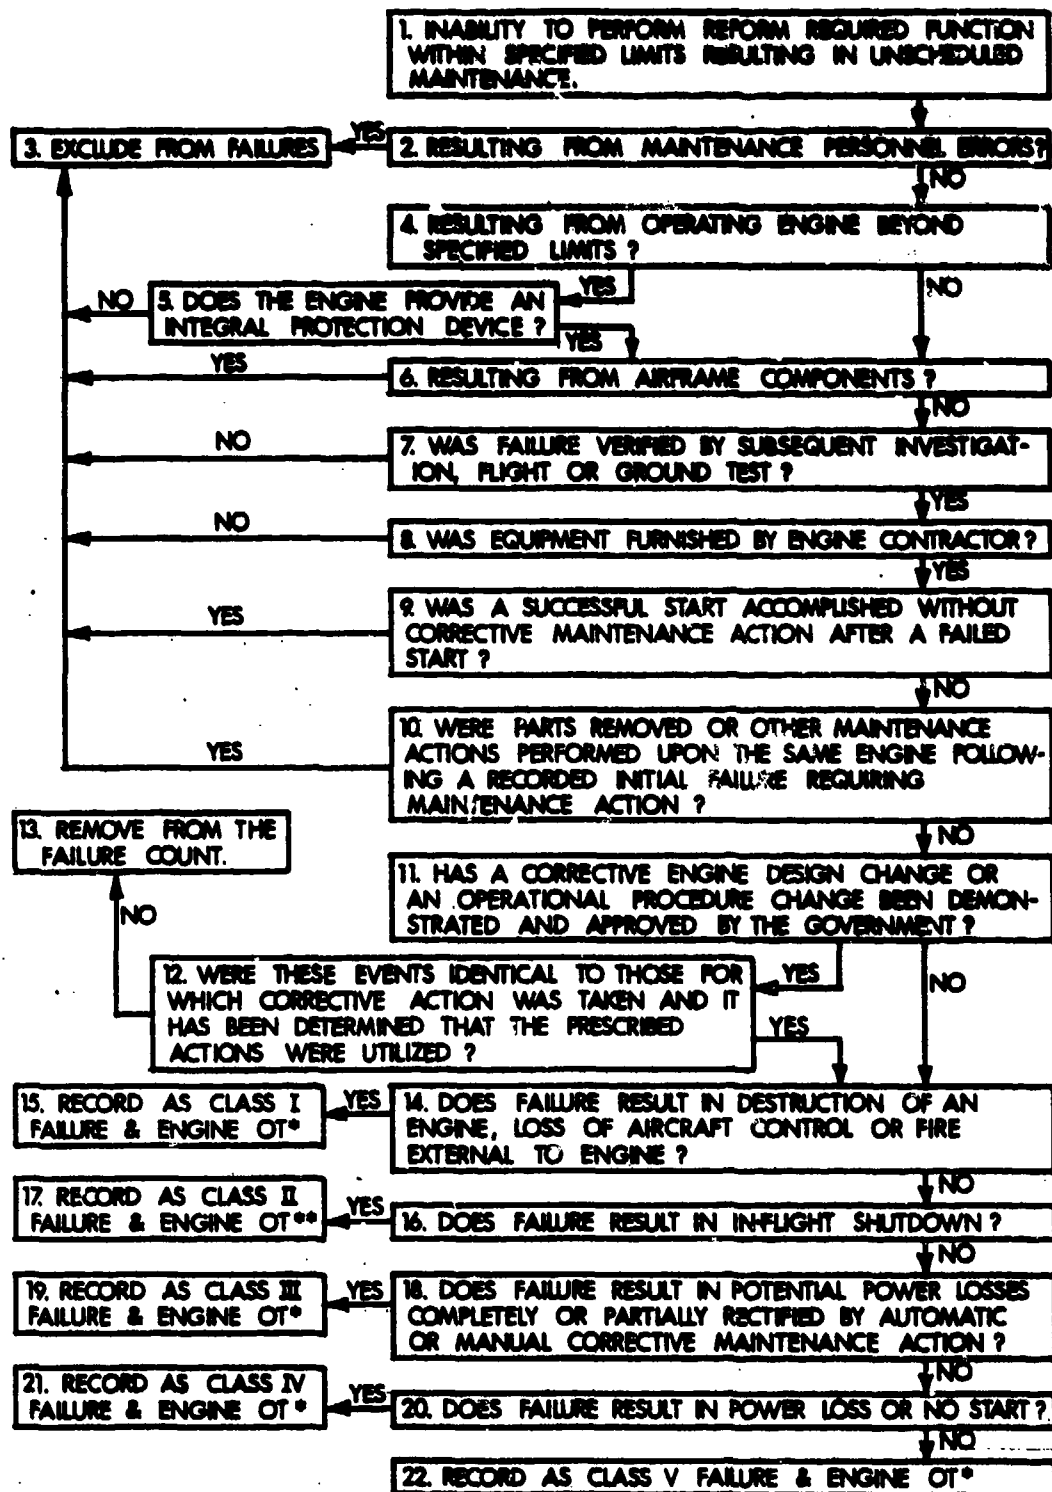 1. INABILITY TO PERFORM REFORM REQUIRED FUNCTION
WITHIN SPECIFIED LIMITS RESULTING IN UNSCHEDULED
MAINTENANCE.
3. EXCLUDE FROM FAILURES
YES
2. RESULTING FROM MAINTENANCE PERSONNEL ERRORS?
NO
4. RESULTING FROM OPERATING ENGINE BEYOND
SPECIFIED LIMITS ?
YES
NO
NO
5. DOES THE ENGINE PROVIDE AN
INTEGRAL PROTECTION DEVICE ?
YES
YES
6. RESULTING FROM AIRFRAME COMPONENTS ?
NO
NO
7. WAS FAILURE VERIFIED BY SUBSEQUENT INVESTIGAT-
ION, FLIGHT OR GROUND TEST ?
YES
NO
8. WAS EQUIPMENT FURNISHED BY ENGINE CONTRACTOR ?
YES
YES
9. WAS A SUCCESSFUL START ACCOMPLISHED WITHOUT
CORRECTIVE MAINTENANCE ACTION AFTER A FAILED
START ?
NO
YES
10. WERE PARTS REMOVED OR OTHER MAINTENANCE
ACTIONS PERFORMED UPON THE SAME ENGINE FOLLOW-
ING A RECORDED INITIAL FAILURE REQUIRING
MAINTENANCE ACTION ?
NO
13. REMOVE FROM THE
FAILURE COUNT.
11. HAS A CORRECTIVE ENGINE DESIGN CHANGE OR
AN OPERATIONAL PROCEDURE CHANGE BEEN DEMON-
STRATED AND APPROVED BY THE GOVERNMENT ?
NO
YES
NO
12. WERE THESE EVENTS IDENTICAL TO THOSE FOR
WHICH CORRECTIVE ACTION WAS TAKEN AND IT
HAS BEEN DETERMINED THAT THE PRESCRIBED
ACTIONS WERE UTILIZED ?
YES
15. RECORD AS CLASS I
FAILURE & ENGINE OT*
YES
14. DOES FAILURE RESULT IN DESTRUCTION OF AN
ENGINE, LOSS OF AIRCRAFT CONTROL OR FIRE
EXTERNAL TO ENGINE ?
NO
17. RECORD AS CLASS II
FAILURE & ENGINE OT**
YES
16. DOES FAILURE RESULT IN IN-FLIGHT SHUTDOWN ?
NO
19. RECORD AS CLASS III
FAILURE & ENGINE OT*
YES
18. DOES FAILURE RESULT IN POTENTIAL POWER LOSSES
COMPLETELY OR PARTIALLY RECTIFIED BY AUTOMATIC
OR MANUAL CORRECTIVE MAINTENANCE ACTION ?
NO
21. RECORD AS CLASS IV
FAILURE & ENGINE OT*
YES
20. DOES FAILURE RESULT IN POWER LOSS OR NO START ?
NO
22. RECORD AS CLASS V FAILURE & ENGINE OT*